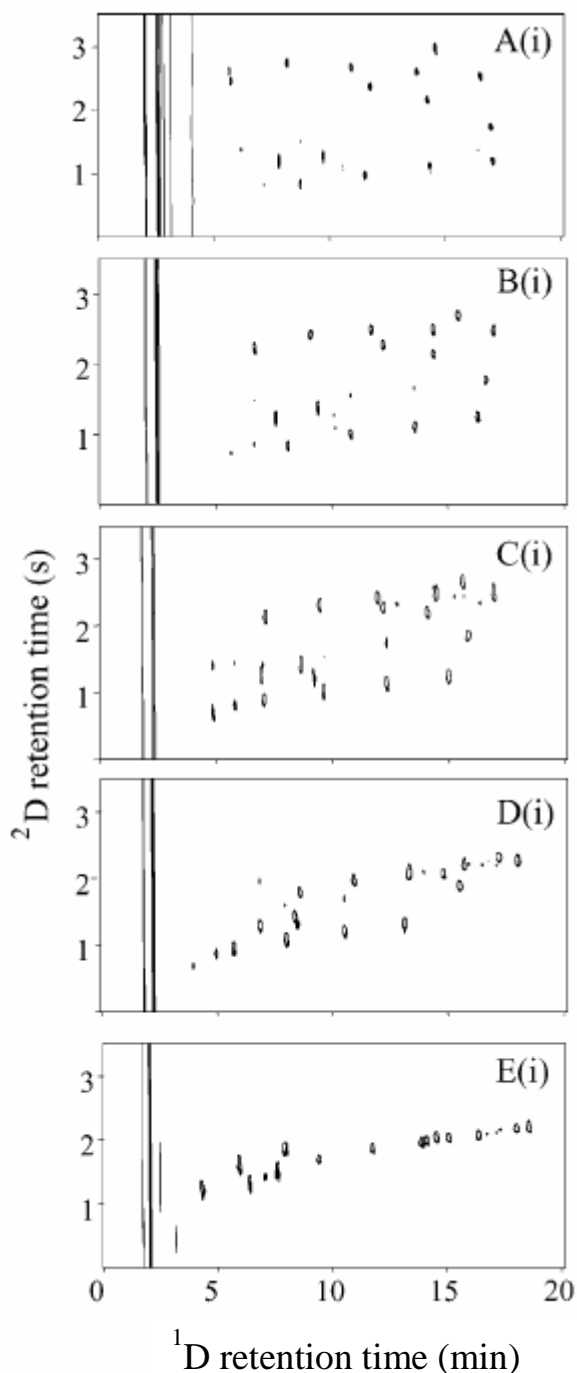 A(i)
3
2
1
B(i)
3
2
1
C(i)
3
2
1
D(i)
3
2
1
E(i)
3
2
1
0 5 10 15 20
²D retention time (s)
¹D retention time (min)